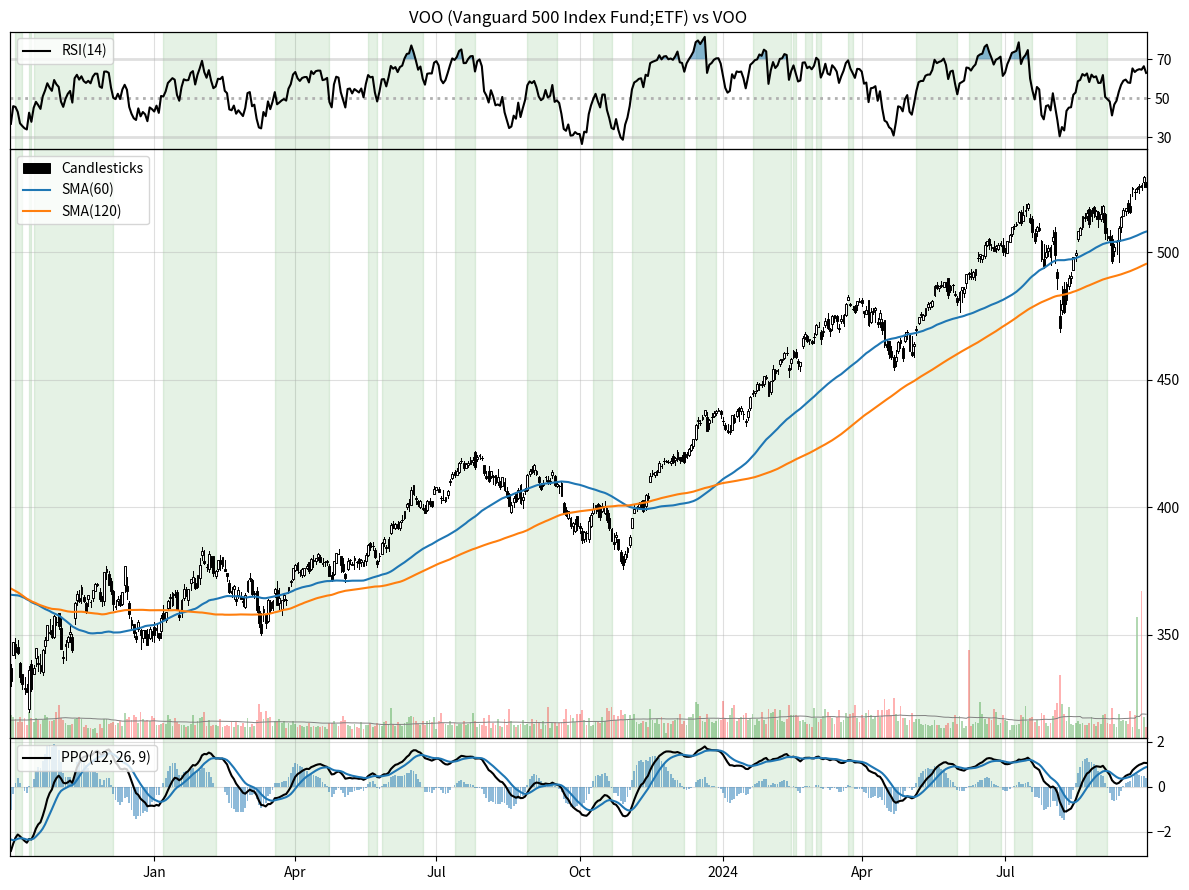 VOO (Vanguard 500 Index Fund;ETF) vs VOO
RSI(14)
70
50
30
Candlesticks
SMA(60)
SMA(120)
500
450
400
350
PPO(12, 26, 9)
2
0
−2
Jan
Apr
Jul
Oct
2024
Apr
Jul